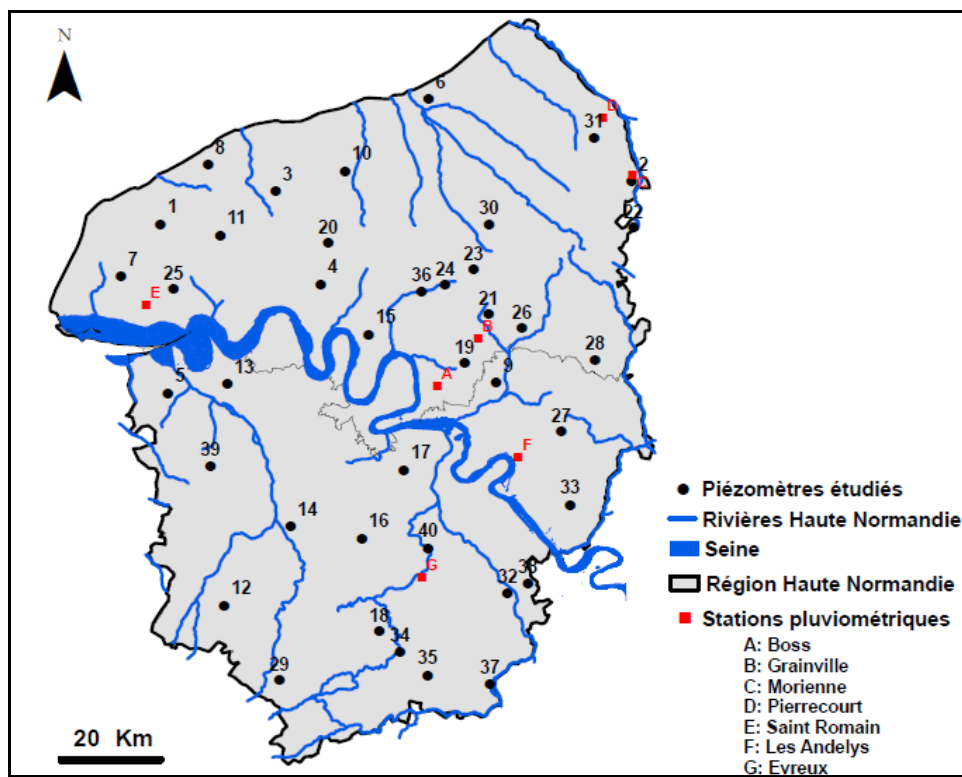 N
6
D
31
2
C
22
8
10
3
1
11
20
30
7
25
E
4
36
24
23
21
26
B
15
19
28
A
9
5
13
27
F
17
39
33
14
16
40
G
32
38
12
18
34
29
35
37
Piézomètres étudiés
Rivières Haute Normandie
Seine
Région Haute Normandie
Stations pluviométriques
A: Boss
B: Grainville
C: Morienne
D: Pierrecourt
E: Saint Romain
F: Les Andelys
G: Evreux
20 Km